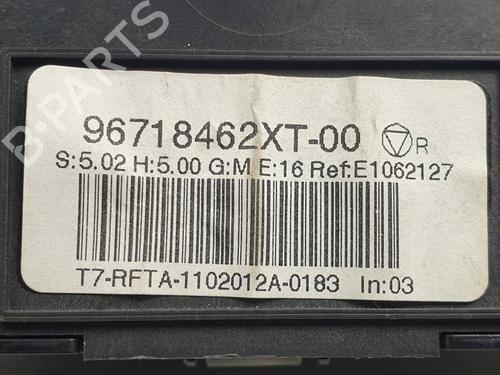 96718462XT-00 R
S:5.02 H:5.00 G:M E:16 Ref:E1062127
T7-RFTA-1102012A-0183 In:03
B-PARTS